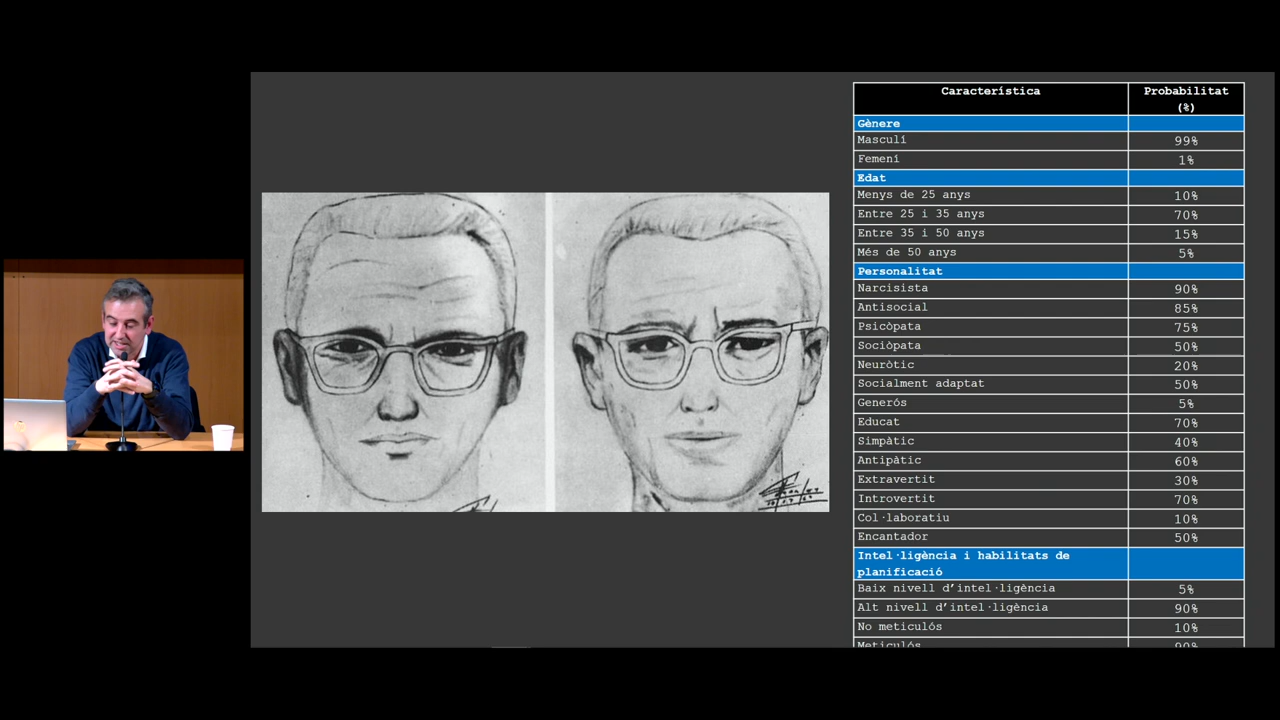 Característica Probabilitat
(%)
Gènere
Masculí 99%
Femení 1%
Edat
Menys de 25 anys 10%
Entre 25 i 35 anys 70%
Entre 35 i 50 anys 15%
Més de 50 anys 5%
Personalitat
Narcisista 90%
Antisocial 85%
Psicòpata 75%
Sociòpata 50%
Neuròtic 20%
Socialment adaptat 50%
Generós 5%
Educat 70%
Simpàtic 40%
Antipàtic 60%
Extravertit 30%
Introvertit 70%
Col·laboratiu 10%
Encantador 50%
Intel·ligència i habilitats de
planificació
Baix nivell d’intel·ligència 5%
Alt nivell d’intel·ligència 90%
No meticulós 10%
Meticulós 90%